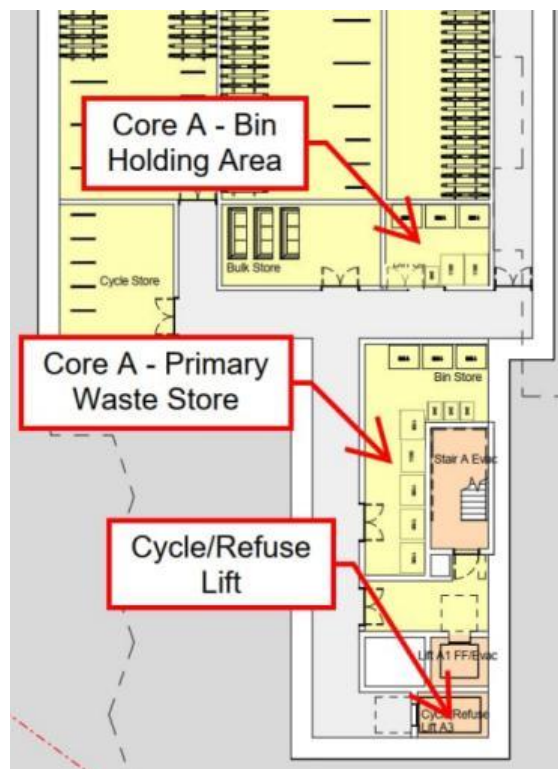 Core A - Bin
Holding Area
Cycle Store
Bulk Store
Core A - Primary
Waste Store
Bin Store
Stair A Evac
Cycle/Refuse
Lift
Lift A1 FF/Evac
Cycle/Refuse
Lift A3